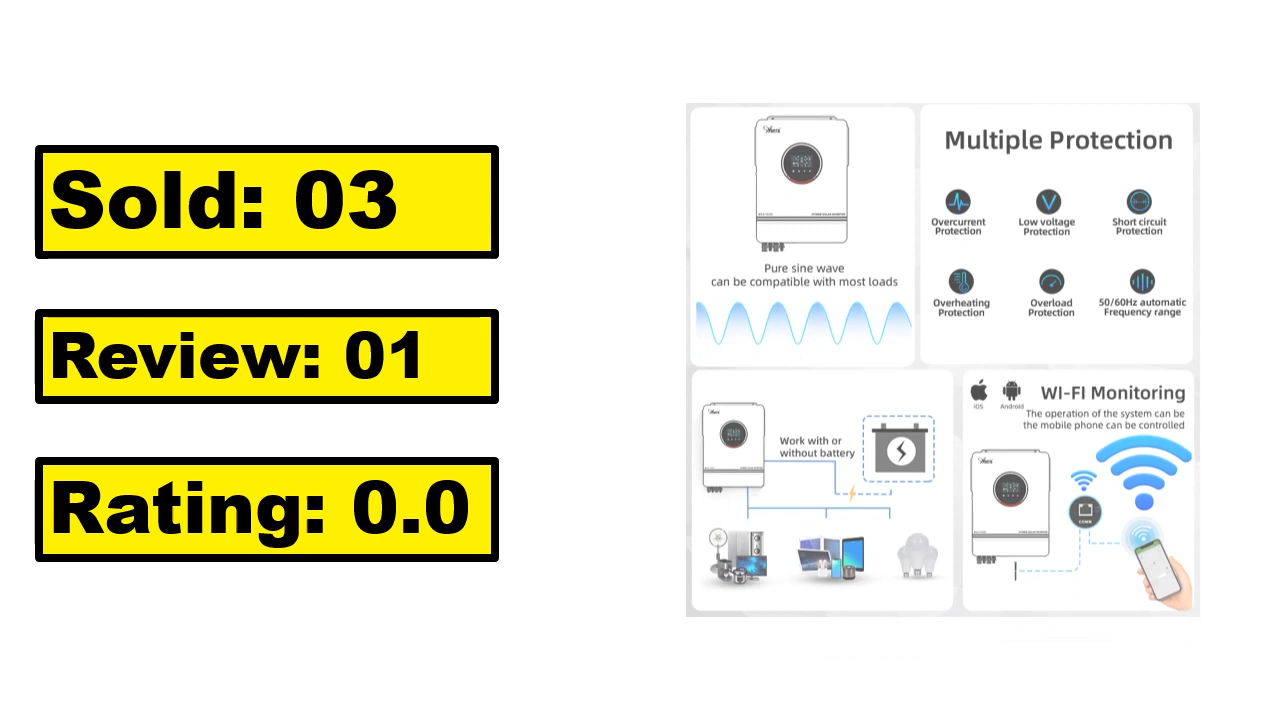 Sold: 03
Review: 01
Rating: 0.0
Pure sine wave
can be compatible with most loads
Multiple Protection
Overcurrent
Protection
Low voltage
Protection
Short circuit
Protection
Overheating
Protection
Overload
Protection
50/60Hz automatic
Frequency range
Work with or
without battery
iOS
Android
WI-FI Monitoring
The operation of the system can be
the mobile phone can be controlled
COMM